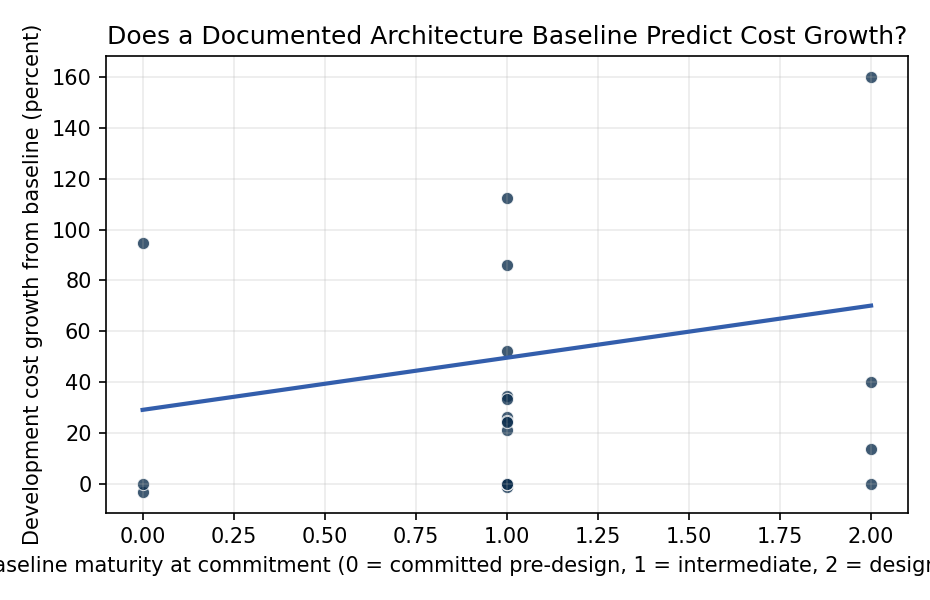 Does a Documented Architecture Baseline Predict Cost Growth?
Development cost growth from baseline (percent)
160
140
120
100
80
60
40
20
0
0.00 0.25 0.50 0.75 1.00 1.25 1.50 1.75 2.00
aseline maturity at commitment (0 = committed pre-design, 1 = intermediate, 2 = design